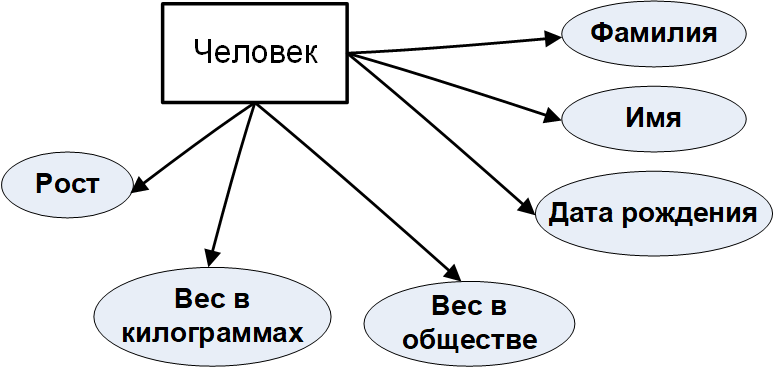 Человек
Фамилия
Имя
Дата рождения
Рост
Вес в
килограммах
Вес в
обществе